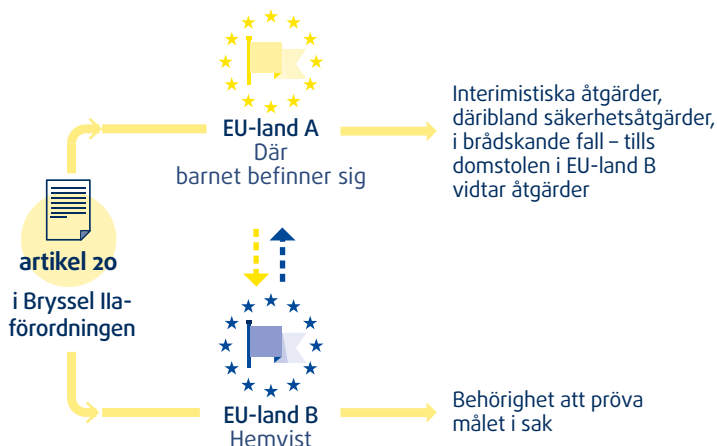 EU-land A
Där
barnet befinner sig
Interimistiska åtgärder,
däribland säkerhetsåtgärder,
i brådskande fall – tills
domstolen i EU-land B
vidtar åtgärder
artikel 20
i Bryssel IIa-
förordningen
EU-land B
Hemvist
Behörighet att pröva
målet i sak